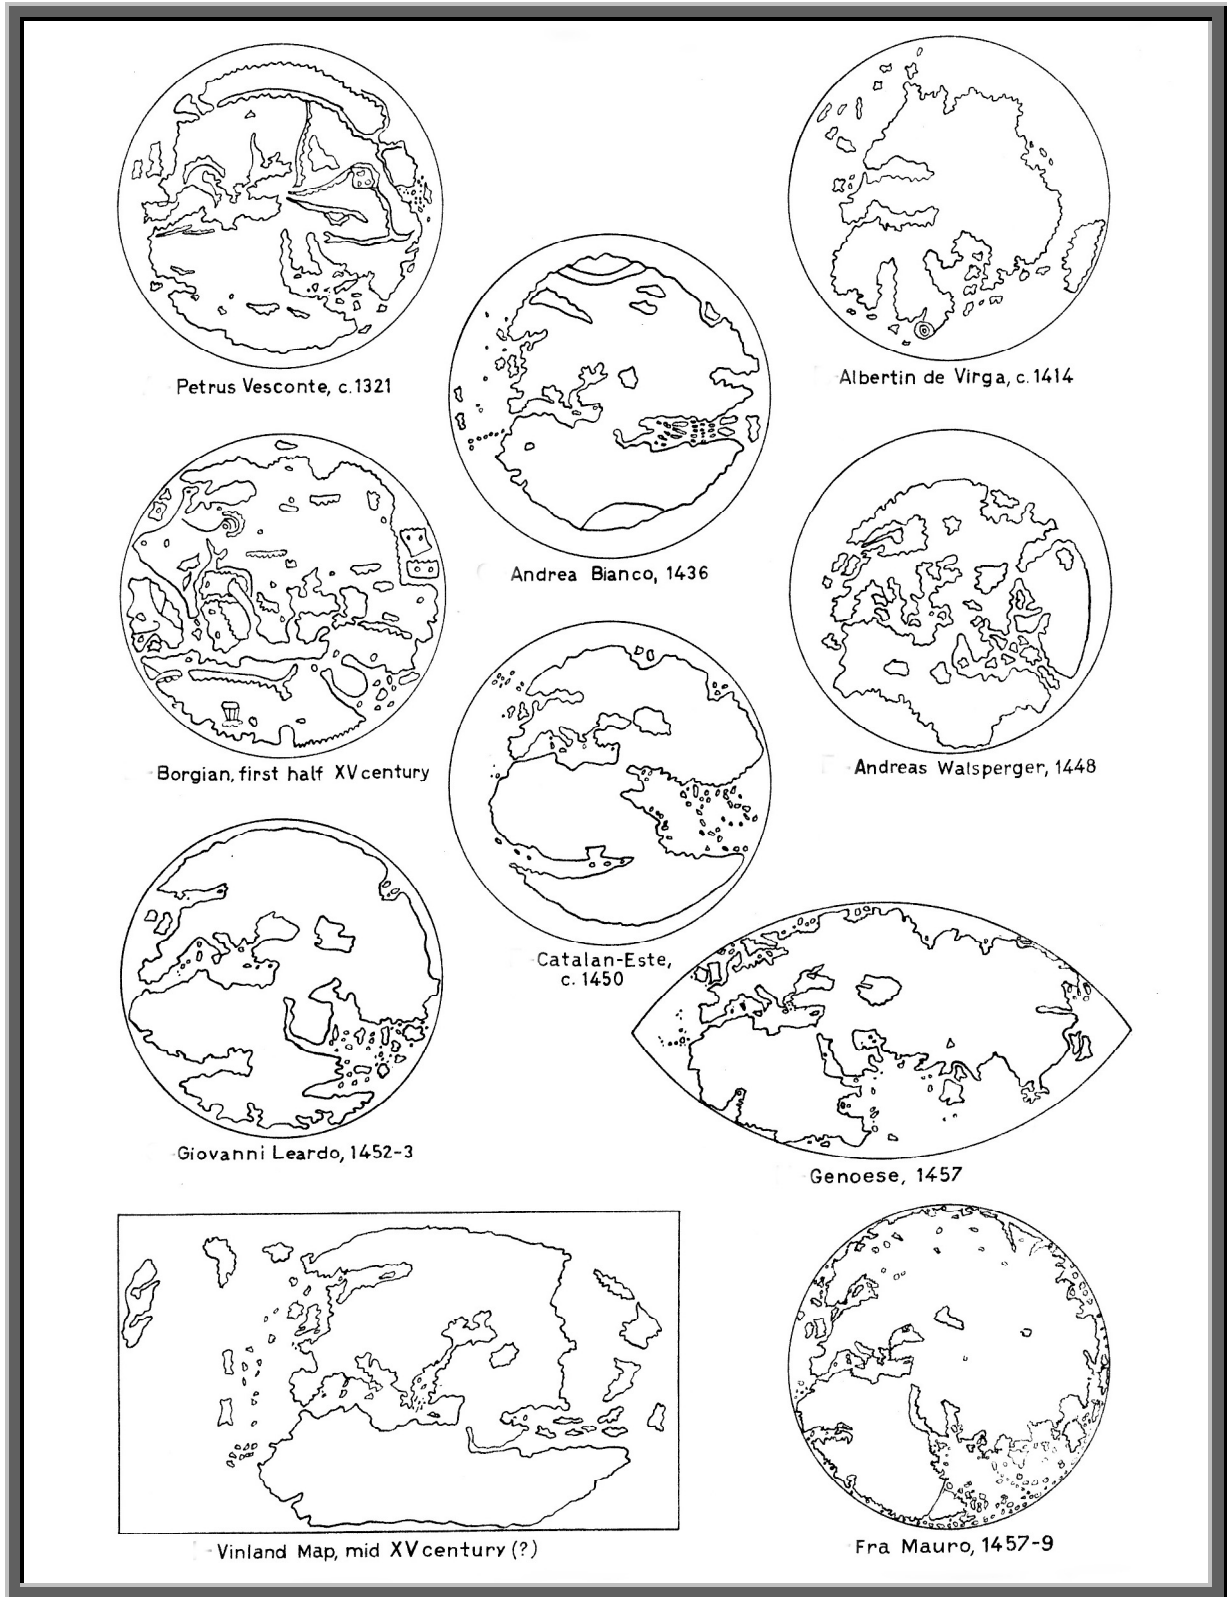 Petrus Vesconte, c.1321
Albertin de Virga, c.1414
Andrea Bianco, 1436
Borgian, first half XV century
Andreas Walsperger, 1448
Catalan-Este,
c. 1450
Giovanni Leardo, 1452-3
Genoese, 1457
Vinland Map, mid XV century (?)
Fra Mauro, 1457-9